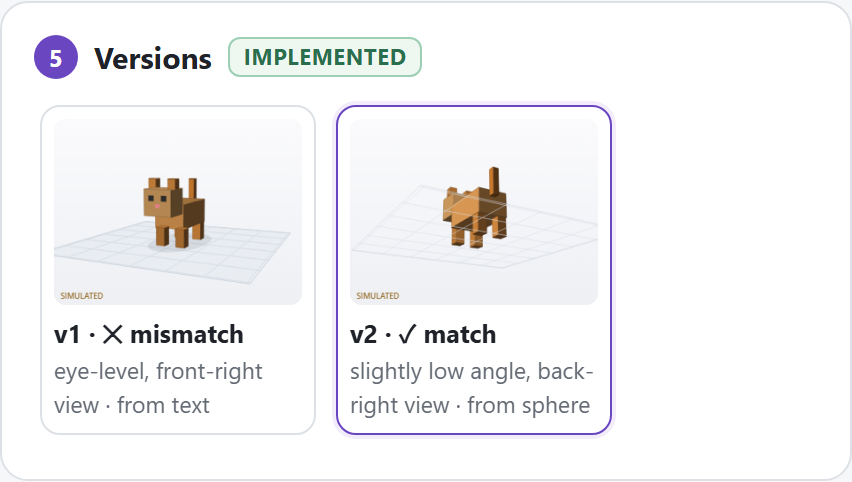 5 Versions IMPLEMENTED
SIMULATED
v1 · ✕ mismatch
eye-level, front-right
view · from text
SIMULATED
v2 · ✓ match
slightly low angle, back-
right view · from sphere